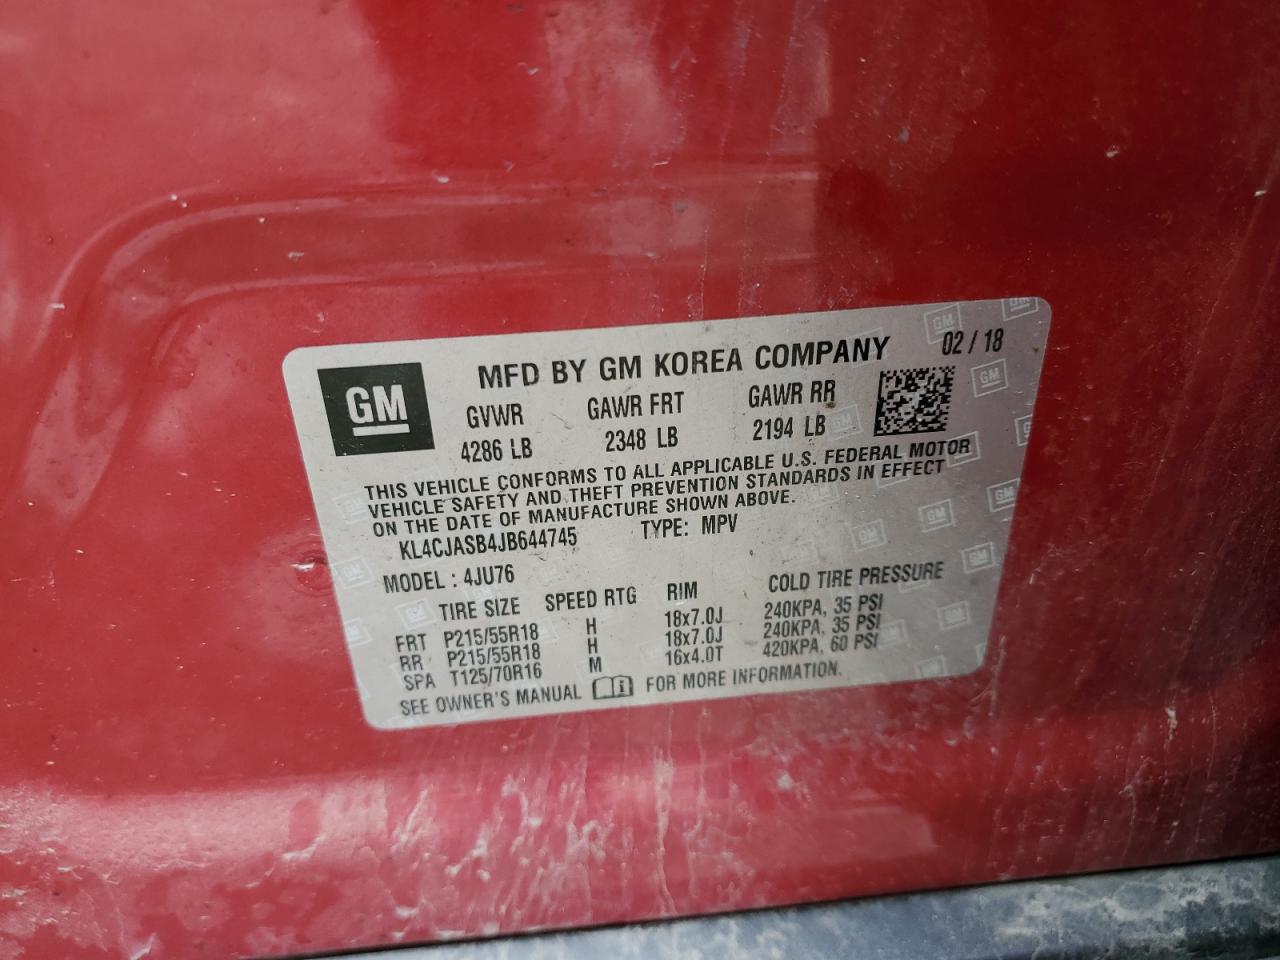 GM
MFD BY GM KOREA COMPANY 02 / 18
GVWR GAWR FRT GAWR RR
4286 LB 2348 LB 2194 LB
THIS VEHICLE CONFORMS TO ALL APPLICABLE U.S. FEDERAL MOTOR
VEHICLE SAFETY AND THEFT PREVENTION STANDARDS IN EFFECT
ON THE DATE OF MANUFACTURE SHOWN ABOVE.
KL4CJASB4JB644745 TYPE: MPV
MODEL : 4JU76
TIRE SIZE SPEED RTG RIM COLD TIRE PRESSURE
FRT P215/55R18 H 18x7.0J 240KPA, 35 PSI
RR P215/55R18 H 18x7.0J 240KPA, 35 PSI
SPA T125/70R16 M 16x4.0T 420KPA, 60 PSI
SEE OWNER'S MANUAL FOR MORE INFORMATION.